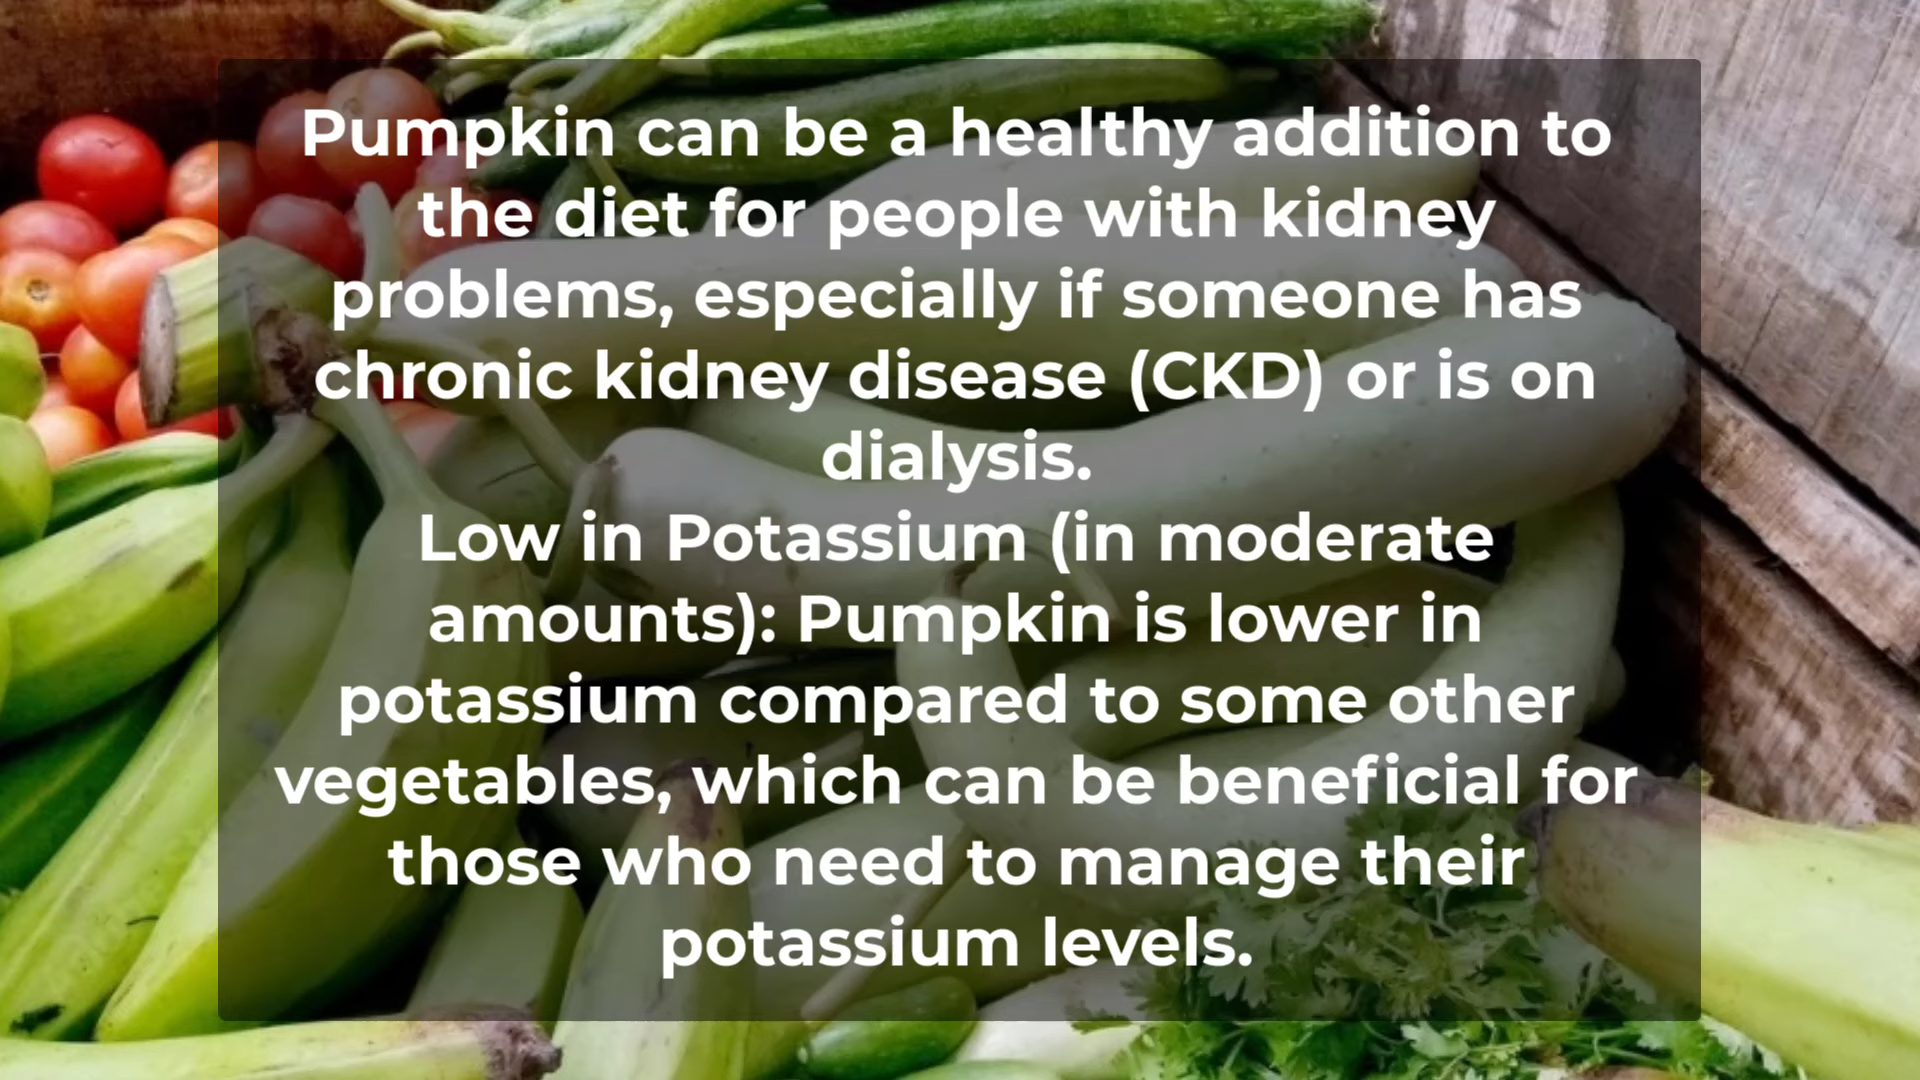 Pumpkin can be a healthy addition to
the diet for people with kidney
problems, especially if someone has
chronic kidney disease (CKD) or is on
dialysis.
Low in Potassium (in moderate
amounts): Pumpkin is lower in
potassium compared to some other
vegetables, which can be beneficial for
those who need to manage their
potassium levels.